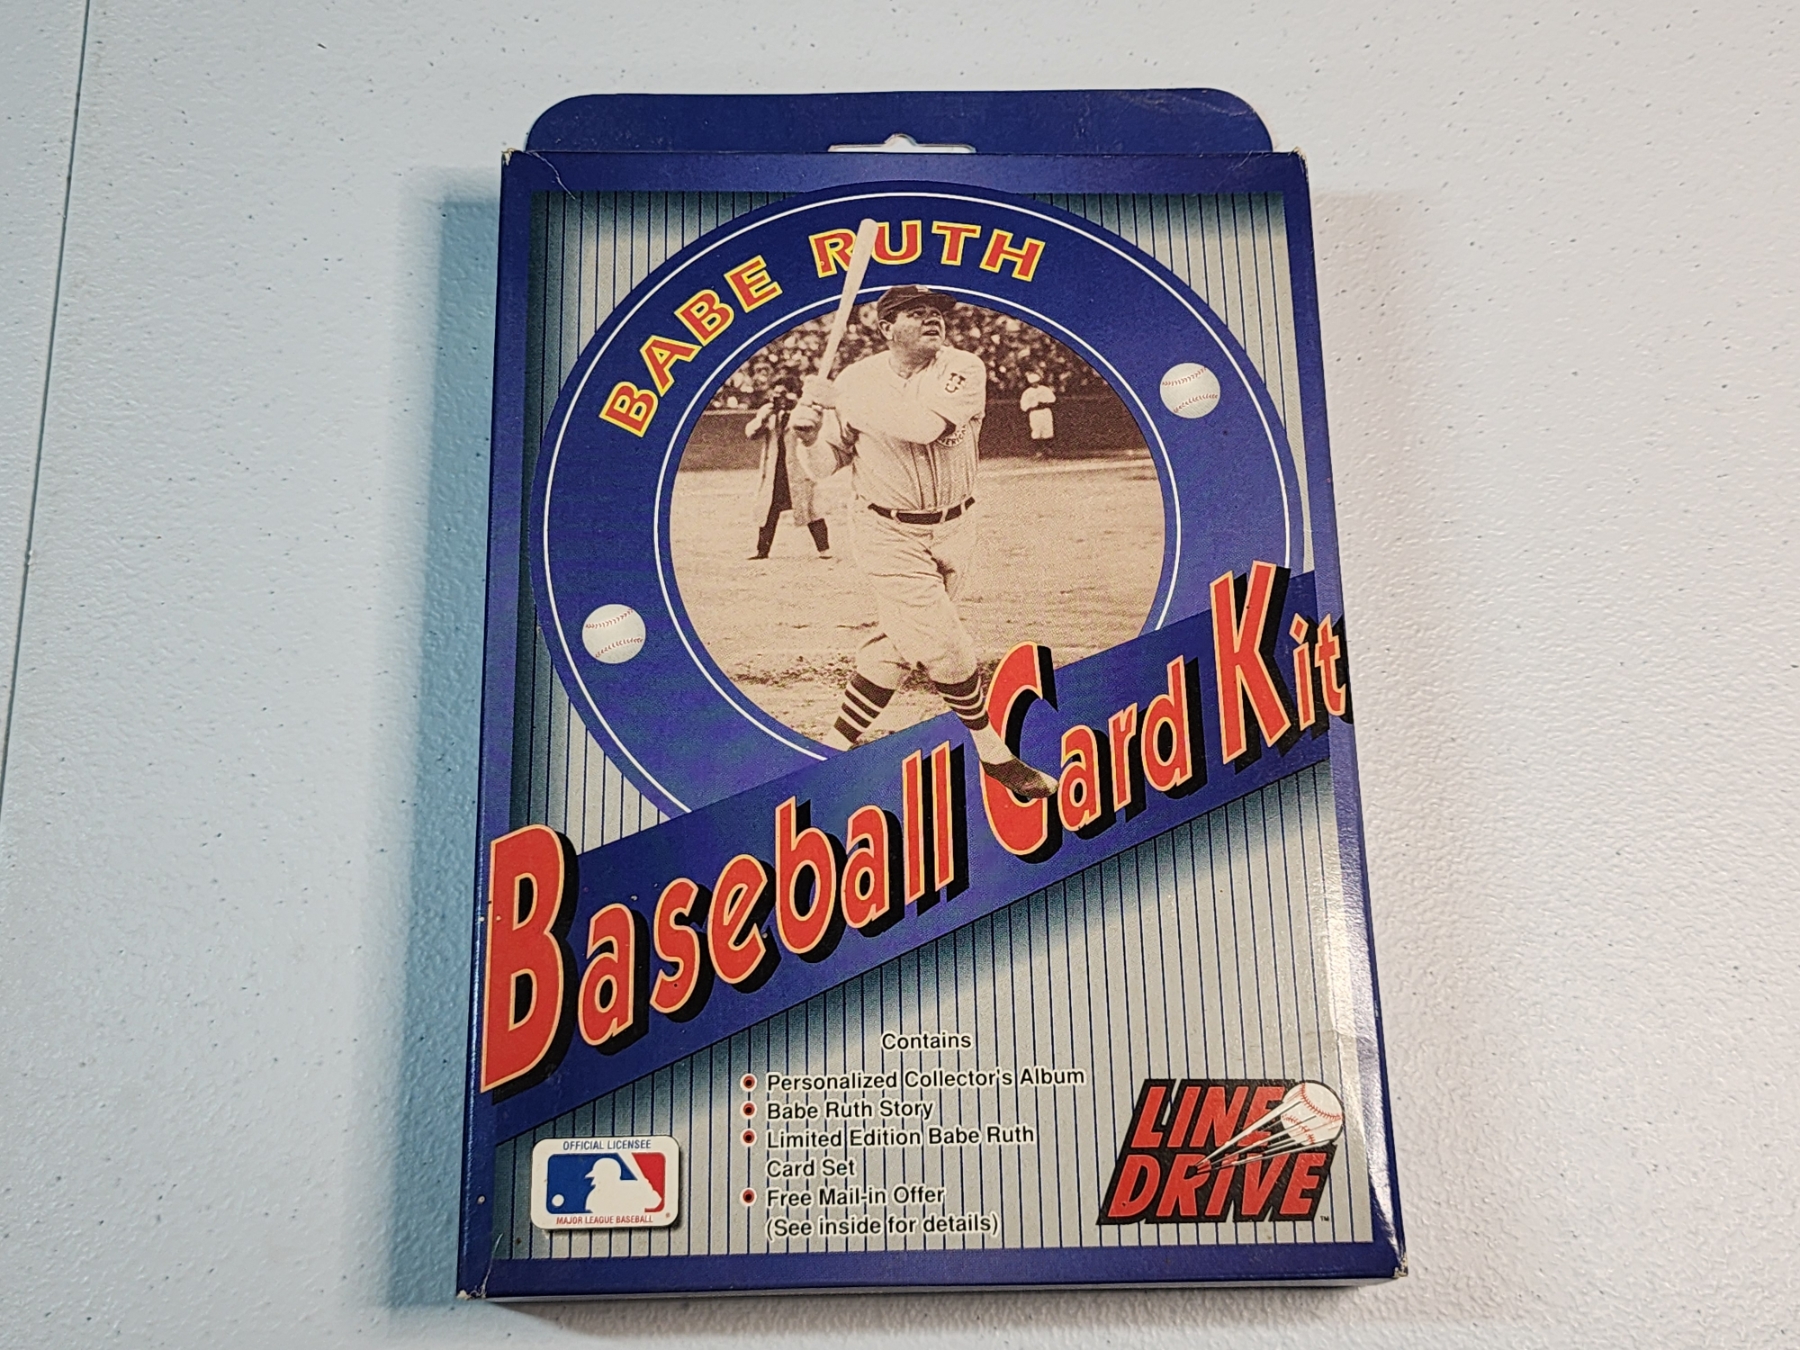 BABE RUTH
Baseball Card Kit
Contains
Personalized Collector's Album
Babe Ruth Story
Limited Edition Babe Ruth
Card Set
Free Mail-in Offer
(See inside for details)
OFFICIAL LICENSEE
MAJOR LEAGUE BASEBALL
LINE
DRIVE
TM